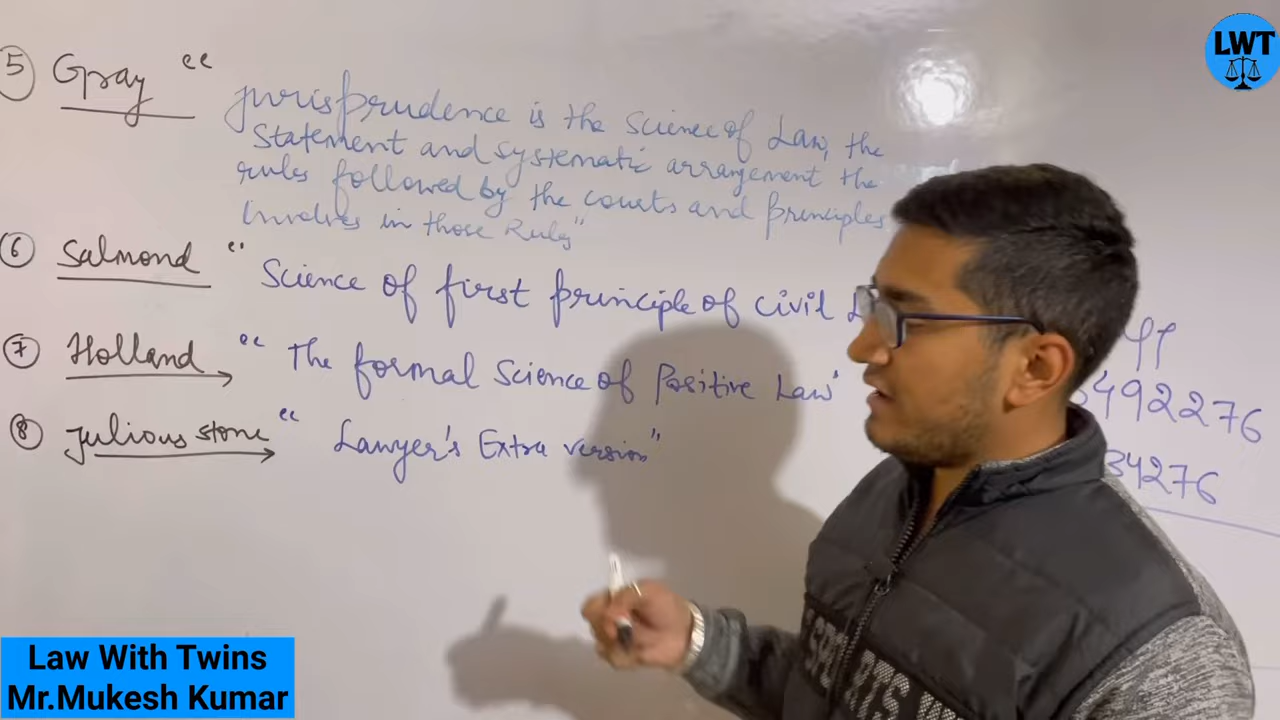 LWT
5 Gray "
jurisprudence is the Science of Law, the
Statement and systematic arrangement the
rules followed by the courts and principles
Involves in those Rules"
6 Salmond " Science of first principle of civil L
7 Holland " The formal Science of Positive Law"
8 Julious stone " Lawyer's Extra version"
492276
34276
SPORTS
Law With Twins
Mr.Mukesh Kumar